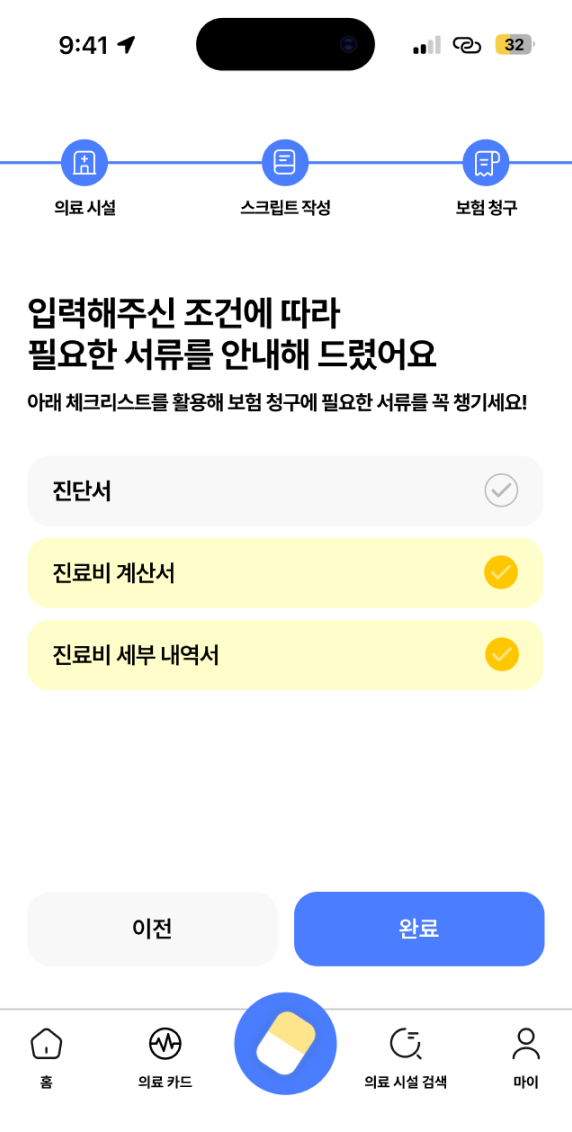 9:41
32
의료 시설
스크립트 작성
보험 청구
입력해주신 조건에 따라
필요한 서류를 안내해 드렸어요
아래 체크리스트를 활용해 보험 청구에 필요한 서류를 꼭 챙기세요!
진단서
진료비 계산서
진료비 세부 내역서
이전
완료
홈
의료 카드
의료 시설 검색
마이